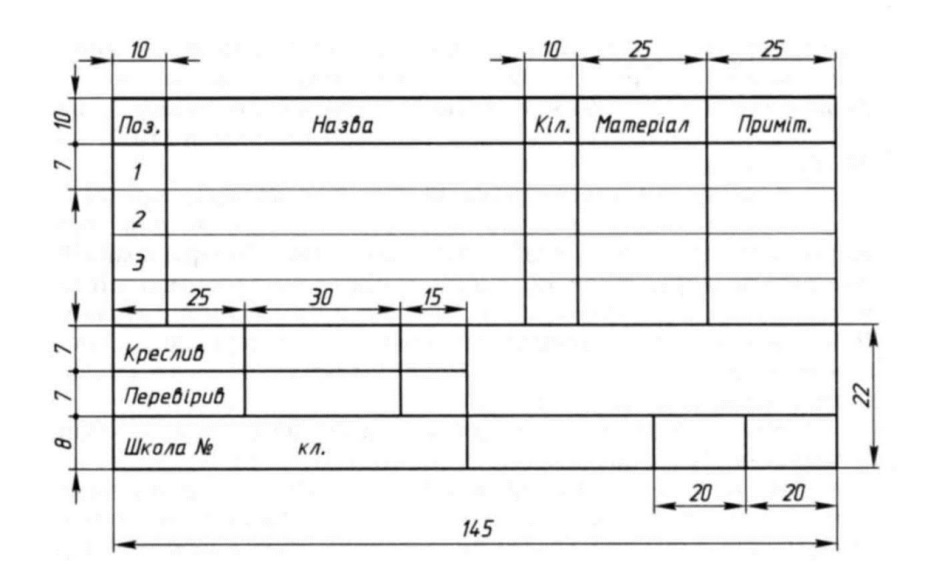 10 10 25 25
10 Поз. Назва Кіл. Матеріал Приміт.
7 1
2
3
25 30 15
7 Креслив
7 Перевірив 22
8 Школа № кл.
20 20
145